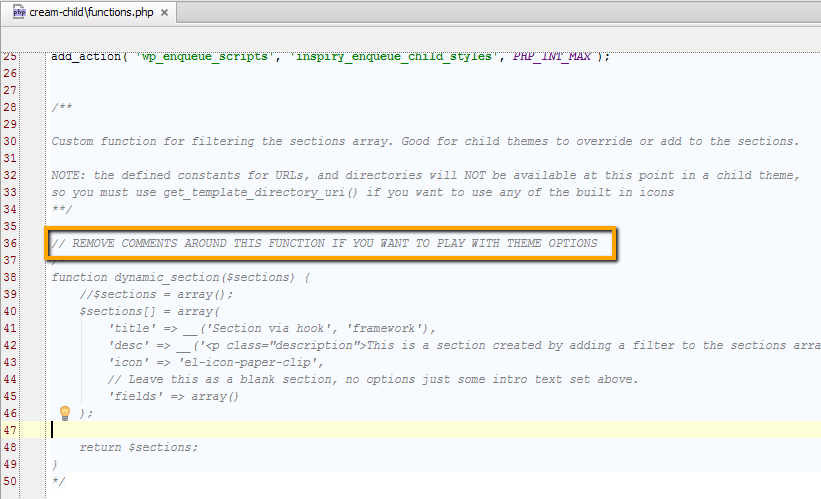 php cream-child\functions.php ×
25 add_action( 'wp_enqueue_scripts', 'inspiry_enqueue_child_styles', PHP_INT_MAX );
26
27
28 /**
29
30 Custom function for filtering the sections array. Good for child themes to override or add to the sections.
31
32 NOTE: the defined constants for URLs, and directories will NOT be available at this point in a child theme,
33 so you must use get_template_directory_uri() if you want to use any of the built in icons
34 **/
35
36 // REMOVE COMMENTS AROUND THIS FUNCTION IF YOU WANT TO PLAY WITH THEME OPTIONS
37
38 function dynamic_section($sections) {
39 //$sections = array();
40 $sections[] = array(
41 'title' => __('Section via hook', 'framework'),
42 'desc' => __('<p class="description">This is a section created by adding a filter to the sections arra
43 'icon' => 'el-icon-paper-clip',
44 // Leave this as a blank section, no options just some intro text set above.
45 'fields' => array()
46 );
47
48 return $sections;
49 }
50 */